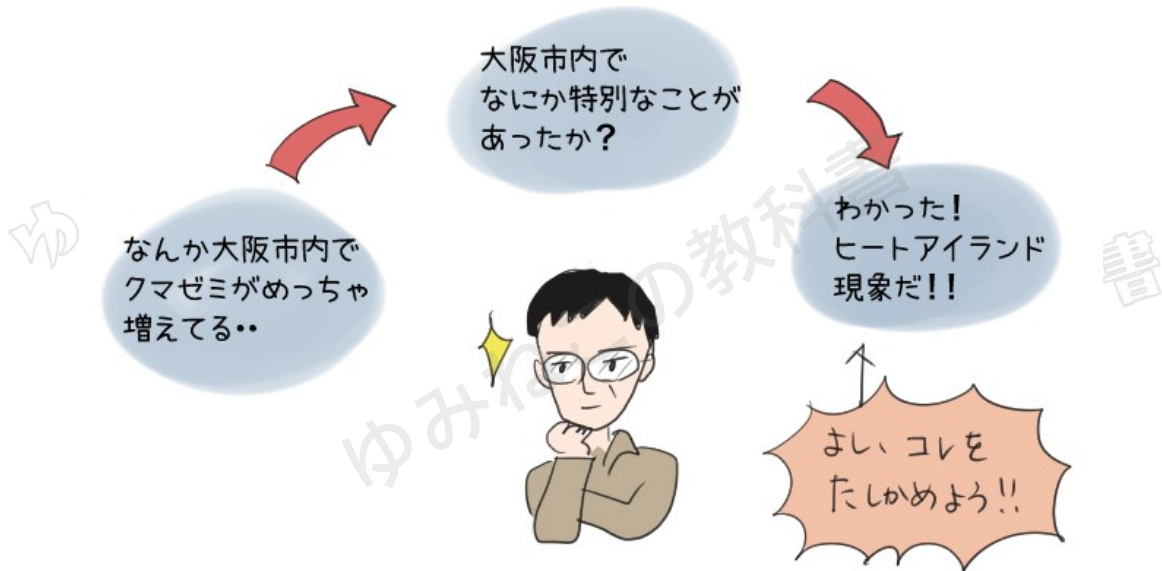 なんか大阪市内で
クマゼミがめっちゃ
増えてる・・
大阪市内で
なにか特別なことが
あったか？
わかった！
ヒートアイランド
現象だ！！
よし、コレを
たしかめよう!!
ゆみねこの教科書
ゆ
書